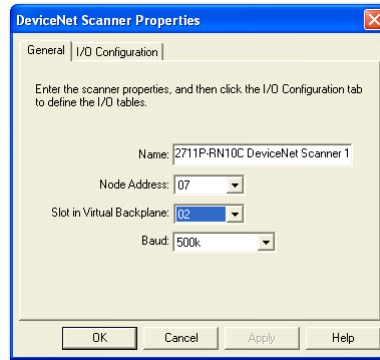 DeviceNet Scanner Properties
General I/O Configuration
Enter the scanner properties, and then click the I/O Configuration tab
to define the I/O tables.
Name: 2711P-RN10C DeviceNet Scanner 1
Node Address: 07
Slot in Virtual Backplane: 02
Baud: 500k
OK Cancel Apply Help